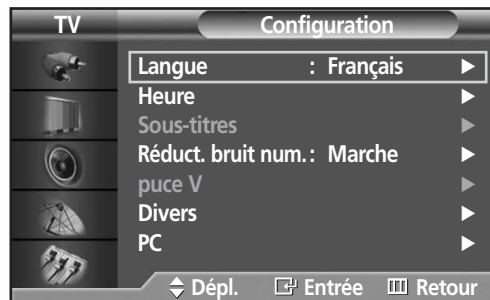 TV Configuration
Langue : Français
Heure
Sous-titres
Réduct. bruit num. : Marche
puce V
Divers
PC
Dépl. Entrée Retour